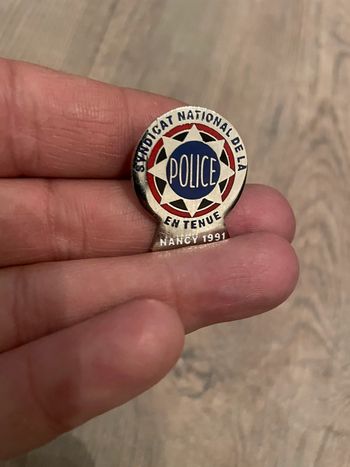 SYNDICAT NATIONAL DE LA
POLICE
EN TENUE
NANCY 1991